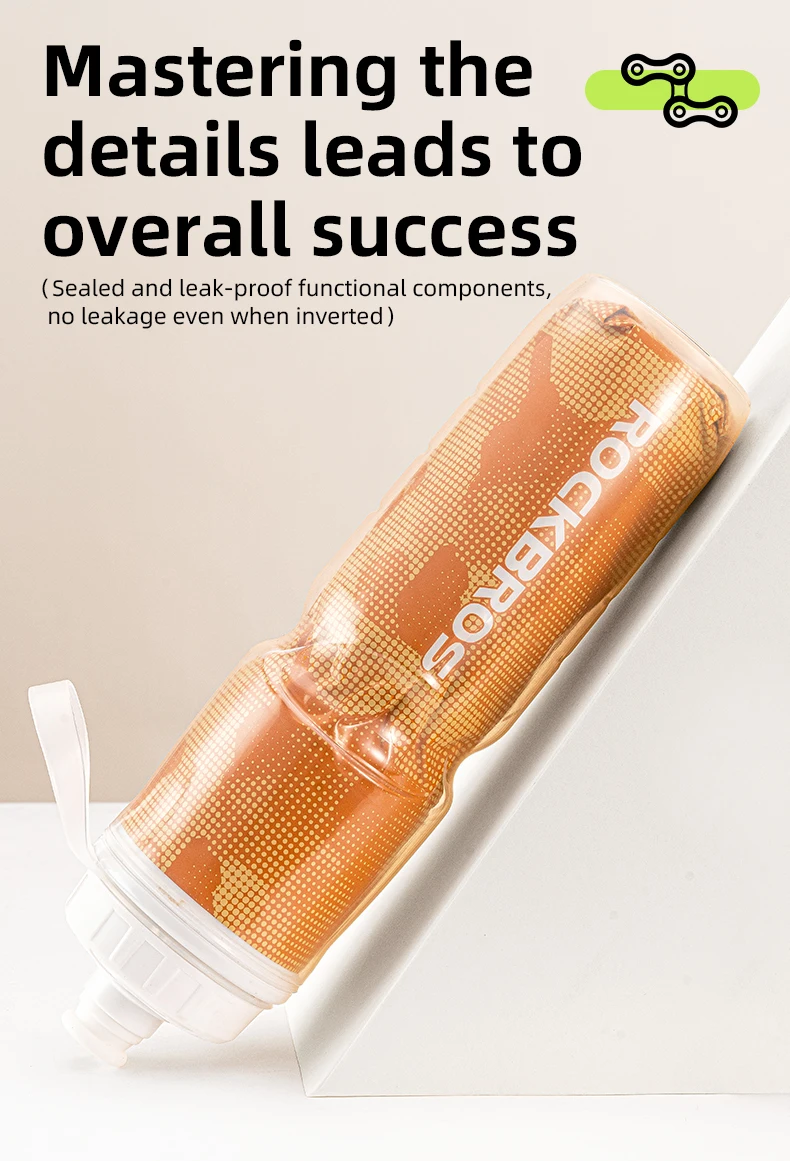 Mastering the
details leads to
overall success
(Sealed and leak-proof functional components,
no leakage even when inverted)
ROCKBROS